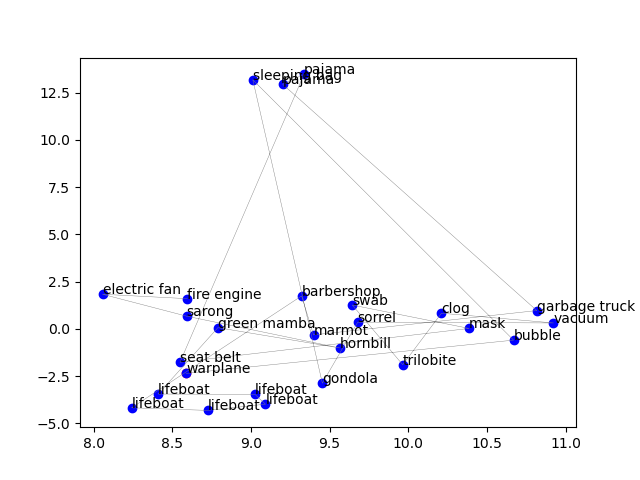 pajama
sleeping bag
pajama
12.5
10.0
7.5
5.0
2.5
electric fan
fire engine
barbershop
swab
garbage truck
sarong
clog
sorrel
vacuum
green mamba
mask
0.0
marmot
bubble
hornbill
seat belt
trilobite
warplane
−2.5
gondola
lifeboat
lifeboat
lifeboat
lifeboat
lifeboat
−5.0
8.0 8.5 9.0 9.5 10.0 10.5 11.0